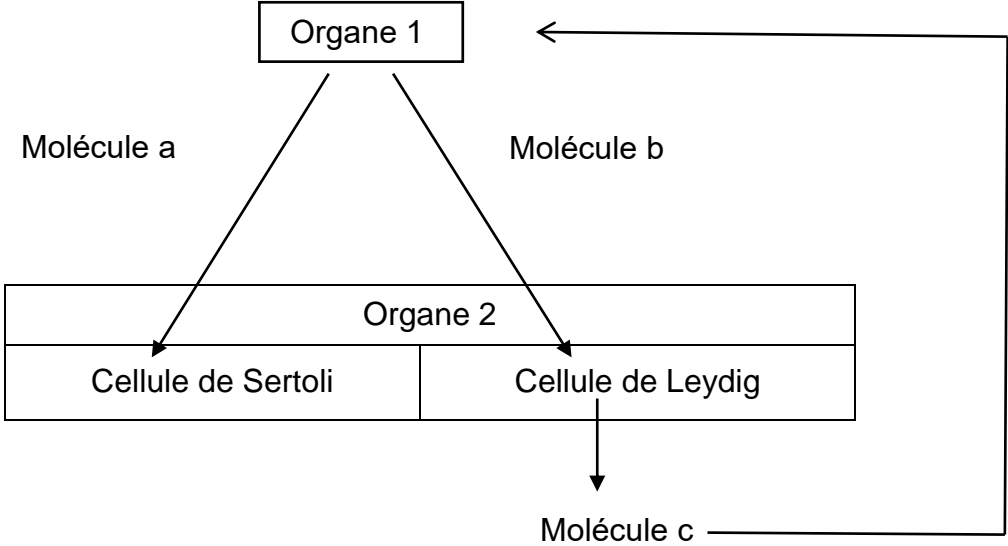 Organe 1
Molécule a
Molécule b
Organe 2
Cellule de Sertoli
Cellule de Leydig
Molécule c